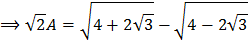 ⟹ √2A = √(4 + 2√3) − √(4 − 2√3)